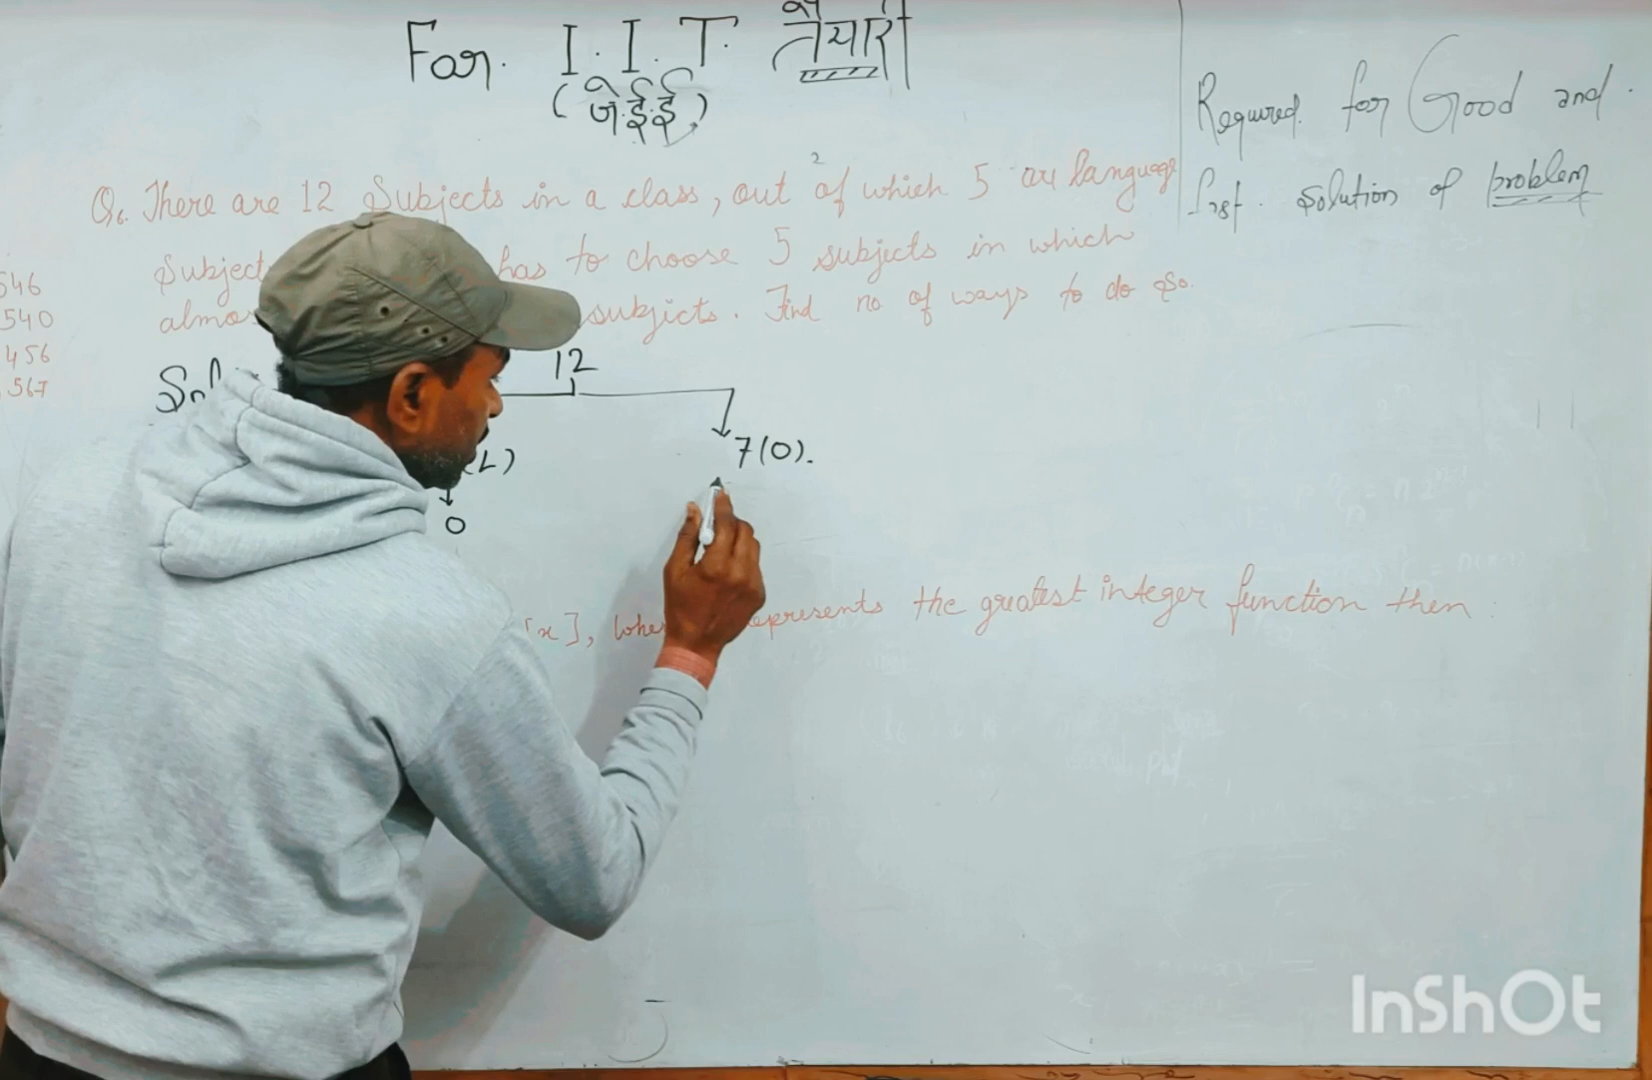 For. I. I. T. तैयारी
(जे.ई.ई.)
Required for Good and.
solution of problem
2
Q6. There are 12 Subjects in a class, out of which 5 are language
Subject has to choose 5 subjects in which
subjects. Find no of ways to do so.
546
540
456
567
12
(L)
7(0).
0
[x], represents the greatest integer function then
InShOt